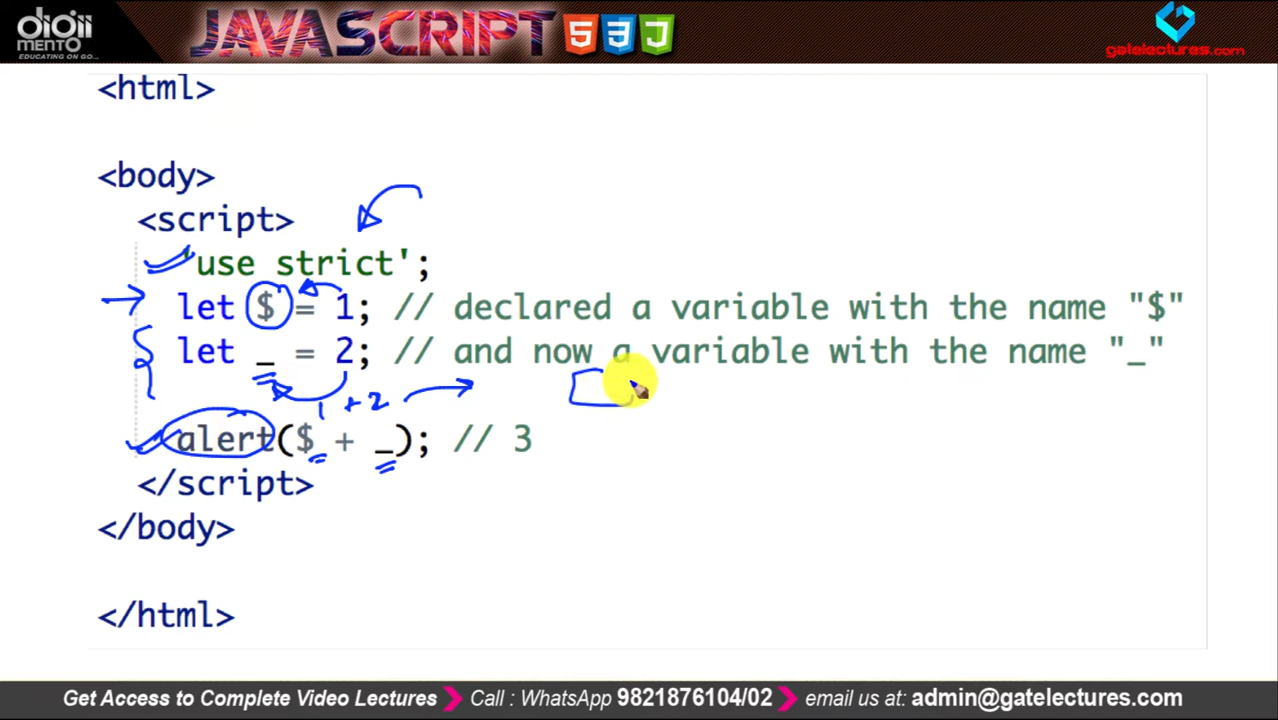 DIGII
MENTO
EDUCATING ON GO...
JAVASCRIPT 5 3 J
gatelectures.com
<html>
<body>
<script>
'use strict';
let $ = 1; // declared a variable with the name "$"
let _ = 2; // and now a variable with the name "_"
1 + 2
alert($ + _); // 3
</script>
</body>
</html>
Get Access to Complete Video Lectures Call : WhatsApp 9821876104/02 email us at: admin@gatelectures.com